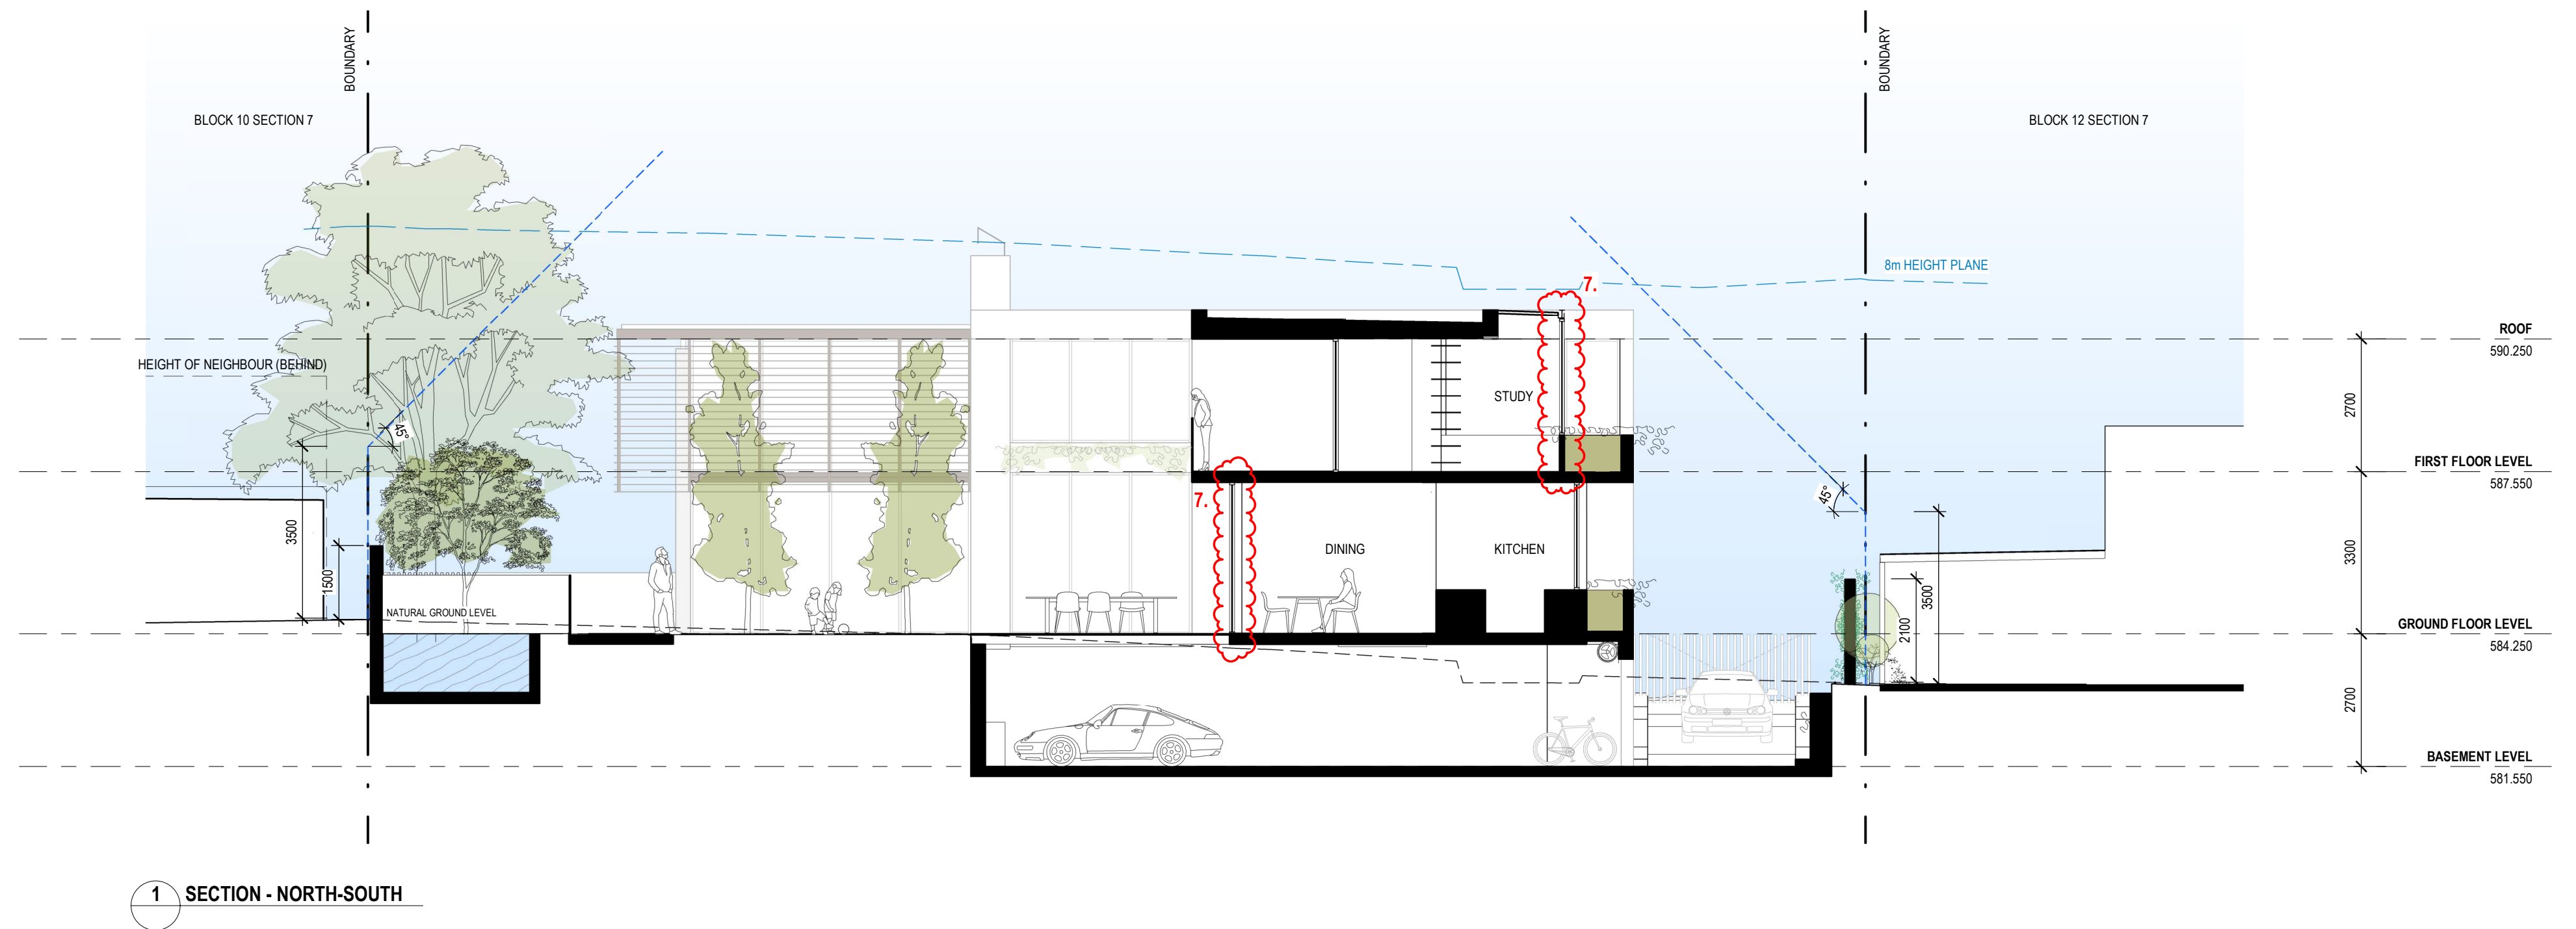 BOUNDARY
BOUNDARY
BLOCK 10 SECTION 7
BLOCK 12 SECTION 7
8m HEIGHT PLANE
7.
ROOF
590.250
HEIGHT OF NEIGHBOUR (BEHIND)
STUDY
2700
45°
FIRST FLOOR LEVEL
587.550
7.
45°
3500
1500
DINING
KITCHEN
3300
3500
2100
NATURAL GROUND LEVEL
GROUND FLOOR LEVEL
584.250
2700
BASEMENT LEVEL
581.550
1 SECTION - NORTH-SOUTH